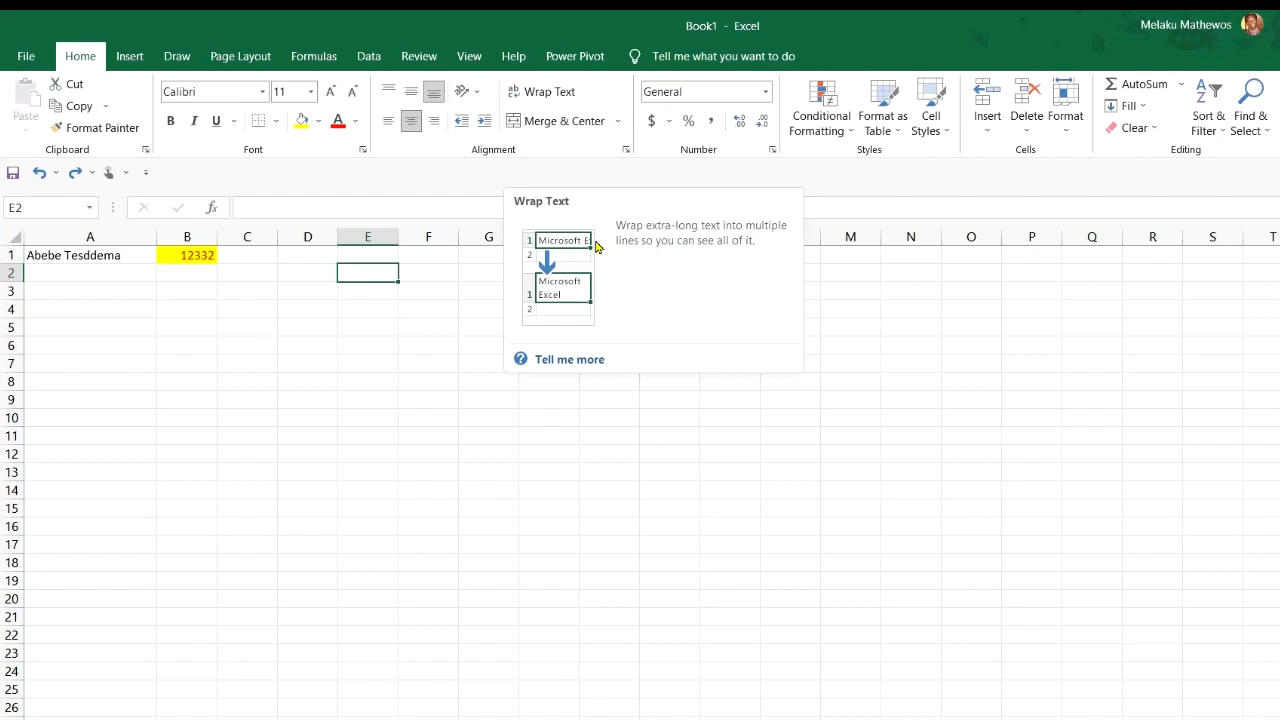 Book1 - Excel
Melaku Mathewos
File Home Insert Draw Page Layout Formulas Data Review View Help Power Pivot Tell me what you want to do
Cut
Copy
Format Painter
Paste
Clipboard
Calibri 11 A A
B I U A
Font
ab Wrap Text
Merge & Center
Alignment
General
$ % ,
Number
Conditional Formatting
Format as Table
Cell Styles
Styles
Insert
Delete
Format
Cells
AutoSum
Fill
Clear
Sort & Filter
Find & Select
Editing
E2 fx
A B C D E F G M N O P Q R S T
1 Abebe Tesddema 12332
2
3
4
5
6
7
8
9
10
11
12
13
14
15
16
17
18
19
20
21
22
23
24
25
26
Wrap Text
Wrap extra-long text into multiple
lines so you can see all of it.
1 Microsoft E
2
Microsoft
1 Excel
2
Tell me more